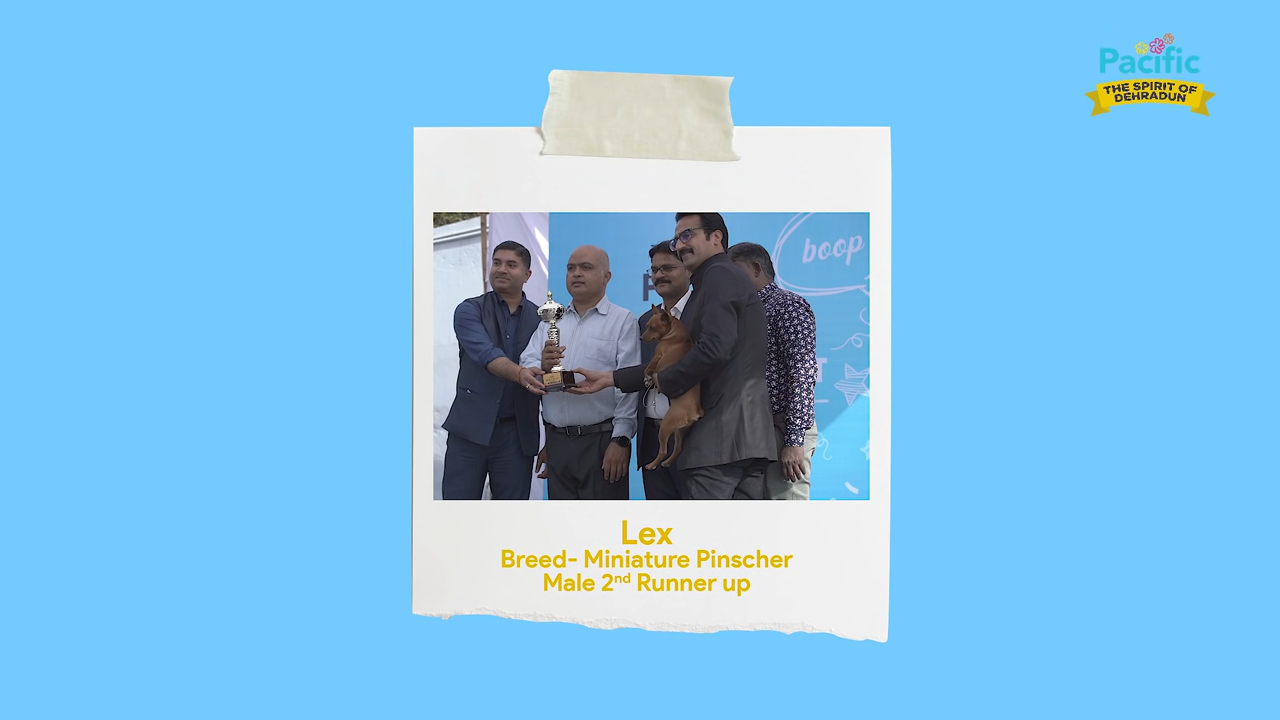 Pacific
THE SPIRIT OF
DEHRADUN
boop
Lex
Breed- Miniature Pinscher
Male 2nd Runner up